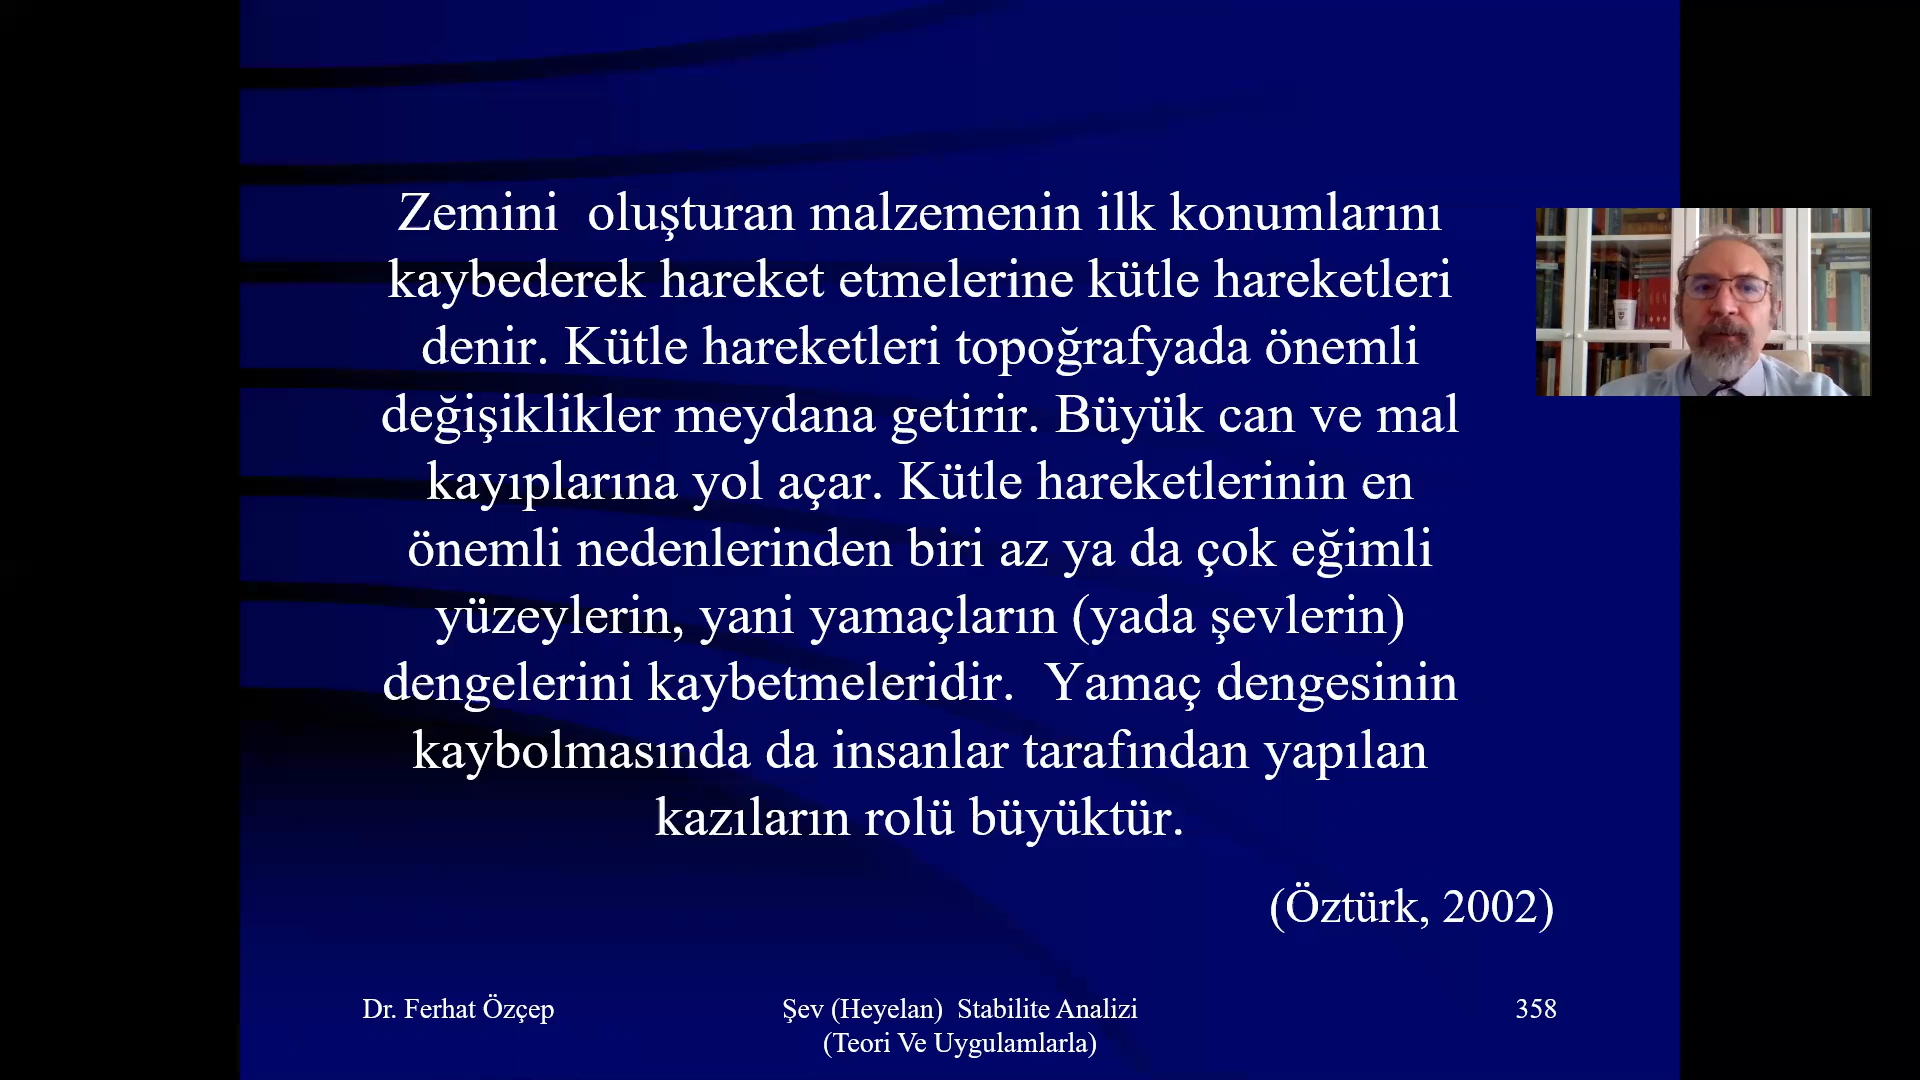 Zemini  oluşturan malzemenin ilk konumlarını
kaybederek hareket etmelerine kütle hareketleri
denir. Kütle hareketleri topoğrafyada önemli
değişiklikler meydana getirir. Büyük can ve mal
kayıplarına yol açar. Kütle hareketlerinin en
önemli nedenlerinden biri az ya da çok eğimli
yüzeylerin, yani yamaçların (yada şevlerin)
dengelerini kaybetmeleridir.  Yamaç dengesinin
kaybolmasında da insanlar tarafından yapılan
kazıların rolü büyüktür.
(Öztürk, 2002)
Dr. Ferhat Özçep
Şev (Heyelan)  Stabilite Analizi
(Teori Ve Uygulamlarla)
358